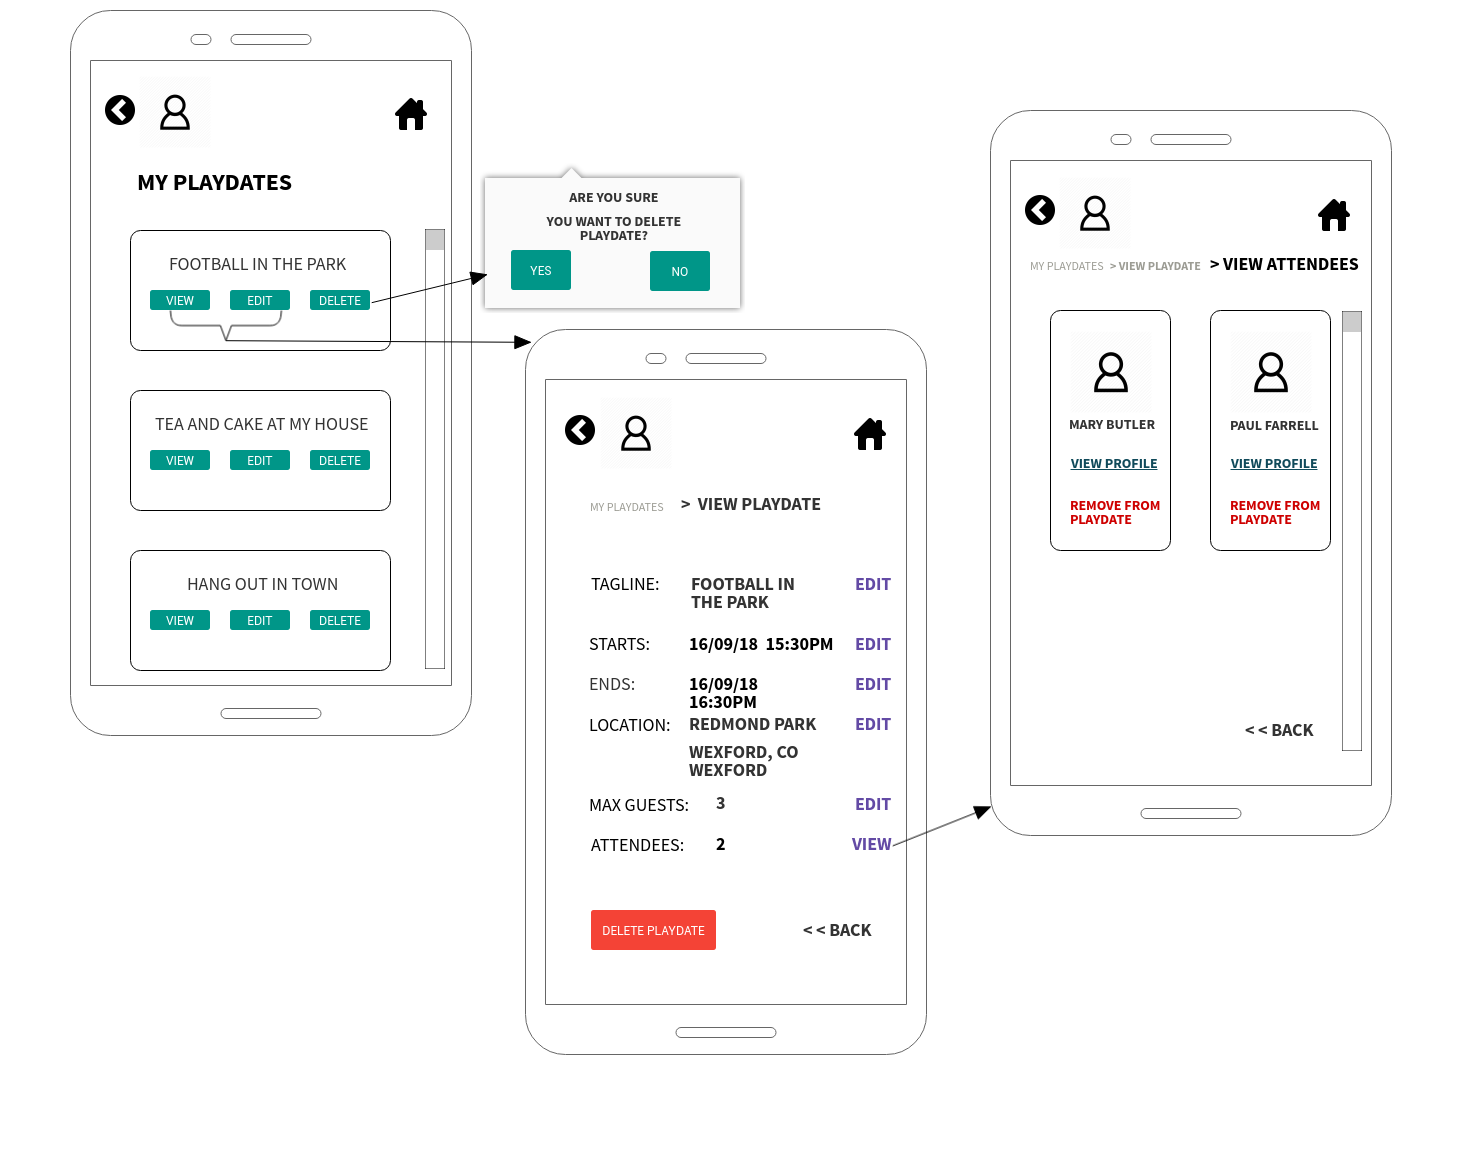 MY PLAYDATES
FOOTBALL IN THE PARK
VIEW EDIT DELETE
TEA AND CAKE AT MY HOUSE
VIEW EDIT DELETE
HANG OUT IN TOWN
VIEW EDIT DELETE
ARE YOU SURE
YOU WANT TO DELETE
PLAYDATE?
YES NO
MY PLAYDATES > VIEW PLAYDATE
TAGLINE: FOOTBALL IN EDIT
THE PARK
STARTS: 16/09/18 15:30PM EDIT
ENDS: 16/09/18 EDIT
16:30PM
LOCATION: REDMOND PARK EDIT
WEXFORD, CO
WEXFORD
MAX GUESTS: 3 EDIT
ATTENDEES: 2 VIEW
DELETE PLAYDATE < < BACK
MY PLAYDATES > VIEW PLAYDATE > VIEW ATTENDEES
MARY BUTLER
VIEW PROFILE
REMOVE FROM
PLAYDATE
PAUL FARRELL
VIEW PROFILE
REMOVE FROM
PLAYDATE
< < BACK